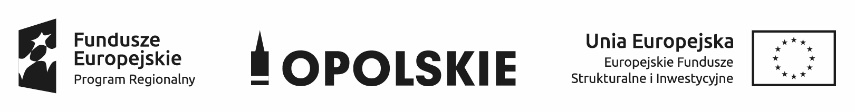 Fundusze
Europejskie
Program Regionalny
OPOLSKIE
Unia Europejska
Europejskie Fundusze
Strukturalne i Inwestycyjne